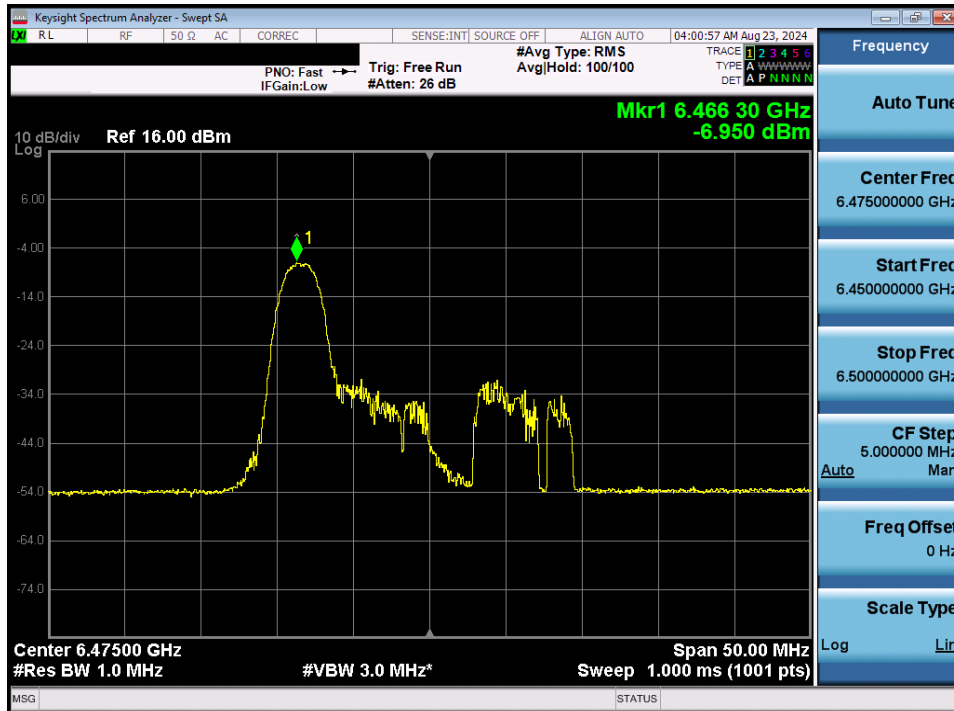 Keysight Spectrum Analyzer - Swept SA
LXI RL RF 50 Ω AC CORREC SENSE:INT SOURCE OFF ALIGN AUTO 04:00:57 AM Aug 23, 2024
PNO: Fast
IFGain:Low
Trig: Free Run
#Atten: 26 dB
#Avg Type: RMS
Avg|Hold: 100/100
TRACE 1 2 3 4 5 6
TYPE A WWWWW
DET A P N N N N
Mkr1 6.466 30 GHz
-6.950 dBm
10 dB/div Ref 16.00 dBm
Log
6.00
-4.00
-14.0
-24.0
-34.0
-44.0
-54.0
-64.0
-74.0
1
Center 6.47500 GHz
#Res BW 1.0 MHz
#VBW 3.0 MHz*
Span 50.00 MHz
Sweep 1.000 ms (1001 pts)
MSG
STATUS
Frequency
Auto Tune
Center Freq
6.475000000 GHz
Start Freq
6.450000000 GHz
Stop Freq
6.500000000 GHz
CF Step
5.000000 MHz
Auto Man
Freq Offset
0 Hz
Scale Type
Log Lin